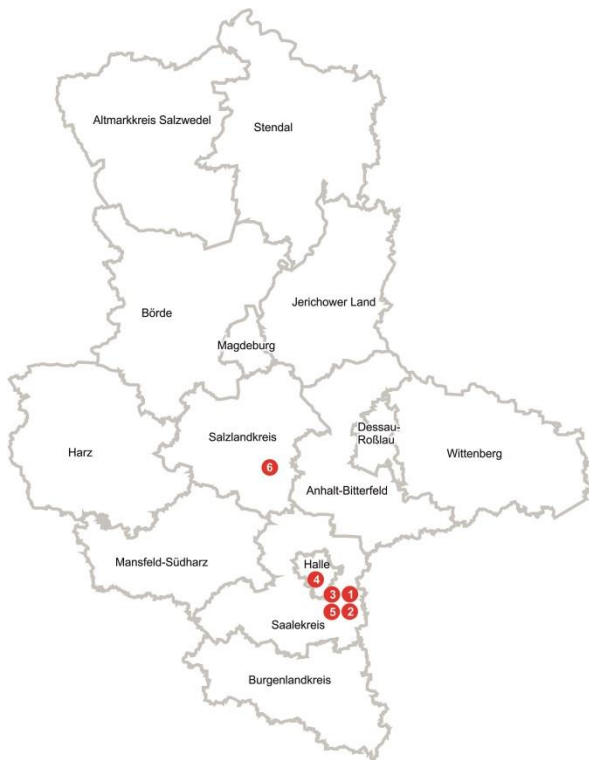 Altmarkkreis Salzwedel
Stendal
Jerichower Land
Börde
Magdeburg
Salzlandkreis
Dessau-
Roßlau
Harz
Wittenberg
6
Anhalt-Bitterfeld
Mansfeld-Südharz
Halle
4
3 1
5 2
Saalekreis
Burgenlandkreis